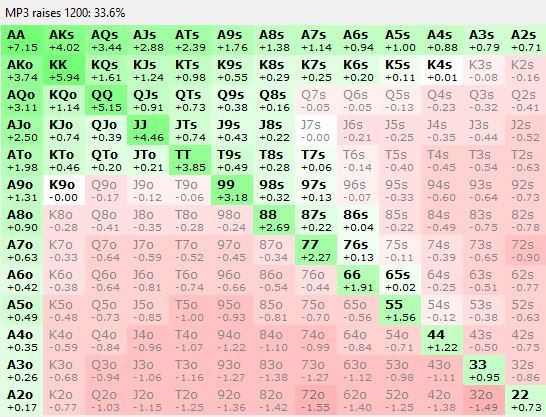 MP3 raises 1200: 33.6%
AA AKs AQs AJs ATs A9s A8s A7s A6s A5s A4s A3s A2s
+7.15 +4.02 +3.44 +2.88 +2.39 +1.76 +1.38 +1.14 +0.94 +1.00 +0.88 +0.79 +0.71
AKo KK KQs KJs KTs K9s K8s K7s K6s K5s K4s K3s K2s
+3.74 +5.94 +1.61 +1.24 +0.98 +0.55 +0.29 +0.25 +0.20 +0.11 +0.01 -0.08 -0.16
AQo KQo QQ QJs QTs Q9s Q8s Q7s Q6s Q5s Q4s Q3s Q2s
+3.11 +1.14 +5.15 +0.91 +0.73 +0.38 +0.16 -0.05 -0.05 -0.13 -0.23 -0.32 -0.41
AJo KJo QJo JJ JTs J9s J8s J7s J6s J5s J4s J3s J2s
+2.50 +0.74 +0.39 +4.46 +0.74 +0.43 +0.22 -0.00 -0.21 -0.25 -0.35 -0.44 -0.52
ATo KTo QTo JTo TT T9s T8s T7s T6s T5s T4s T3s T2s
+1.98 +0.46 +0.20 +0.21 +3.85 +0.49 +0.28 +0.06 -0.14 -0.40 -0.45 -0.54 -0.63
A9o K9o Q9o J9o T9o 99 98s 97s 96s 95s 94s 93s 92s
+1.31 -0.00 -0.17 -0.12 -0.06 +3.18 +0.32 +0.13 -0.07 -0.33 -0.60 -0.64 -0.73
A8o K8o Q8o J8o T8o 98o 88 87s 86s 85s 84s 83s 82s
+0.90 -0.28 -0.41 -0.35 -0.28 -0.24 +2.69 +0.22 +0.04 -0.22 -0.49 -0.75 -0.78
A7o K7o Q7o J7o T7o 97o 87o 77 76s 75s 74s 73s 72s
+0.63 -0.33 -0.64 -0.59 -0.52 -0.45 -0.34 +2.27 +0.13 -0.11 -0.39 -0.65 -0.90
A6o K6o Q6o J6o T6o 96o 86o 76o 66 65s 64s 63s 62s
+0.42 -0.38 -0.64 -0.81 -0.74 -0.66 -0.54 -0.44 +1.91 +0.02 -0.25 -0.51 -0.77
A5o K5o Q5o J5o T5o 95o 85o 75o 65o 55 54s 53s 52s
+0.49 -0.48 -0.73 -0.85 -1.00 -0.93 -0.81 -0.70 -0.56 +1.56 -0.12 -0.38 -0.63
A4o K4o Q4o J4o T4o 94o 84o 74o 64o 54o 44 43s 42s
+0.35 -0.59 -0.84 -0.96 -1.07 -1.22 -1.10 -0.99 -0.84 -0.71 +1.22 -0.50 -0.75
A3o K3o Q3o J3o T3o 93o 83o 73o 63o 53o 43o 33 32s
+0.26 -0.68 -0.94 -1.06 -1.16 -1.27 -1.38 -1.27 -1.12 -0.98 -1.11 +0.95 -0.86
A2o K2o Q2o J2o T2o 92o 82o 72o 62o 52o 42o 32o 22
+0.17 -0.77 -1.03 -1.15 -1.25 -1.36 -1.42 -1.55 -1.40 -1.25 -1.38 -1.49 +0.73